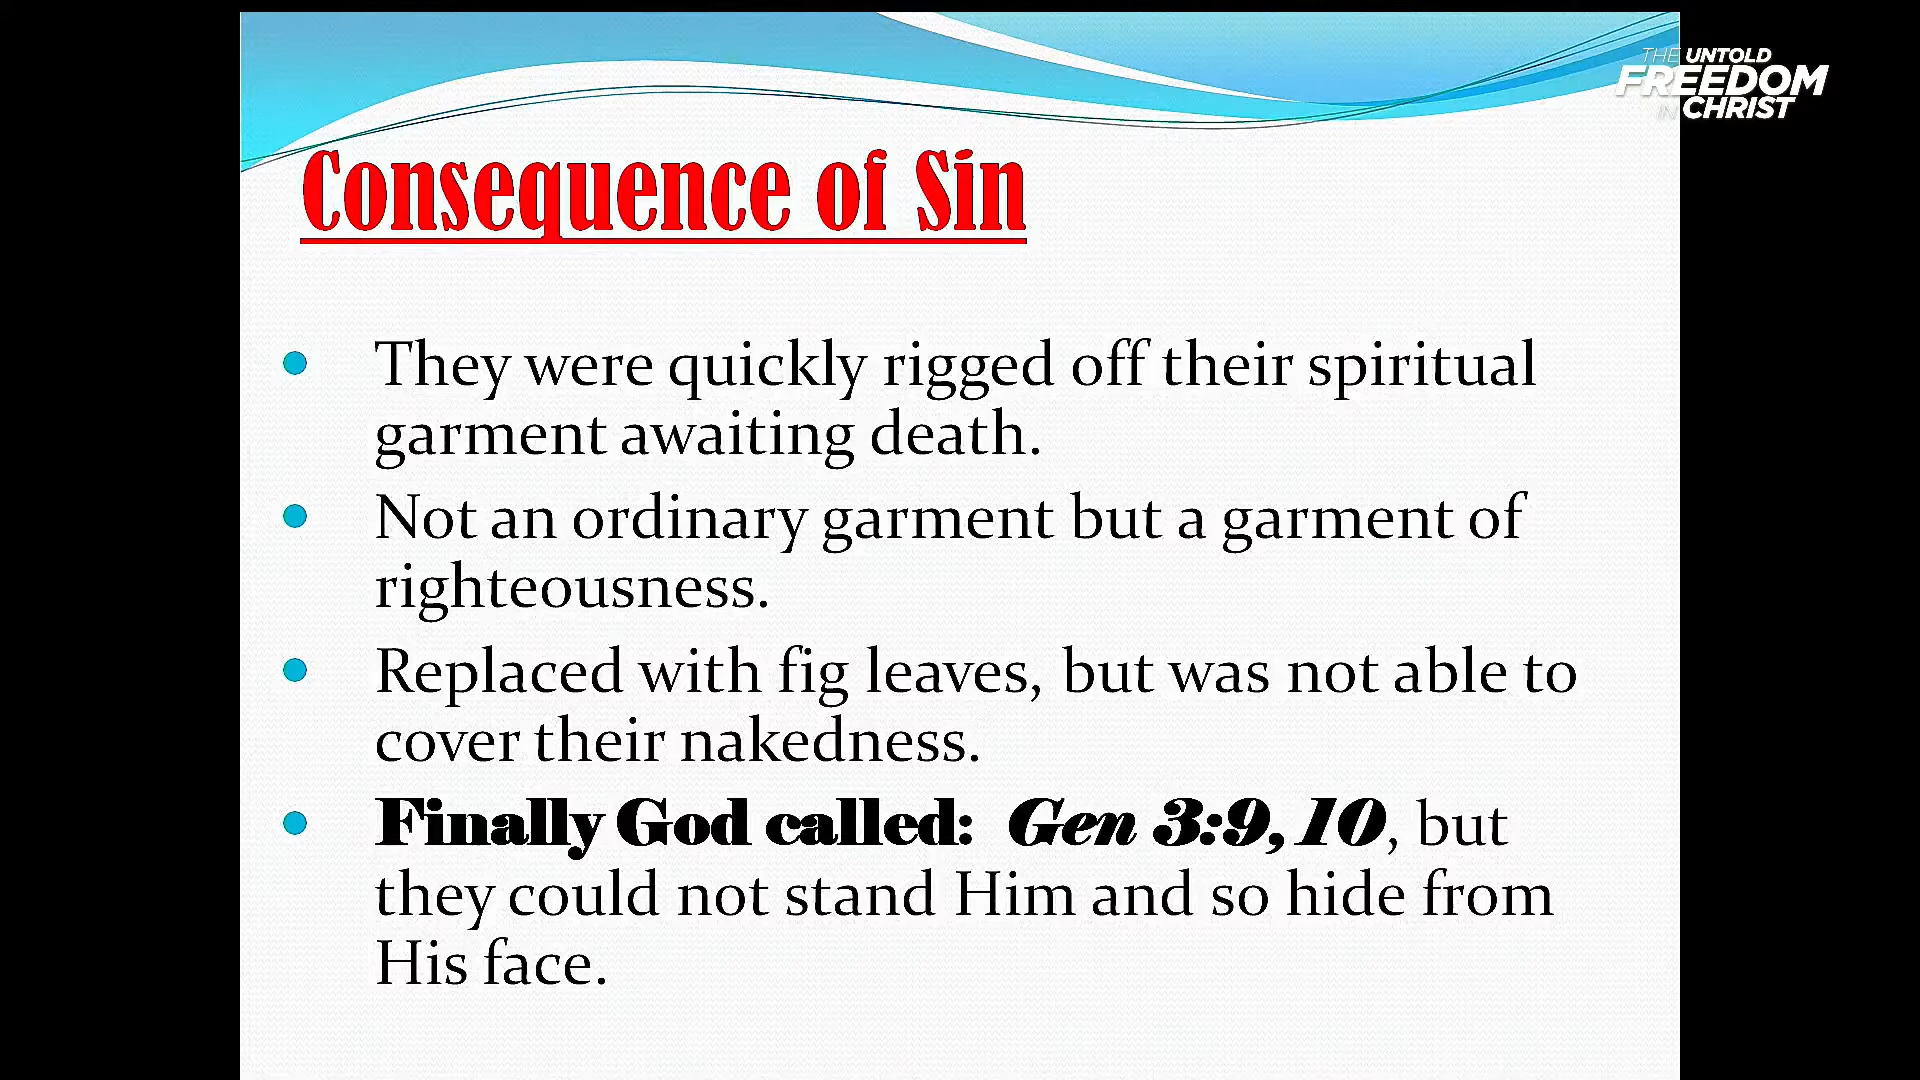 THE UNTOLD
FREEDOM
IN CHRIST
Consequence of Sin
They were quickly rigged off their spiritual
garment awaiting death.
Not an ordinary garment but a garment of
righteousness.
Replaced with fig leaves, but was not able to
cover their nakedness.
Finally God called: Gen 3:9, 10, but
they could not stand Him and so hide from
His face.